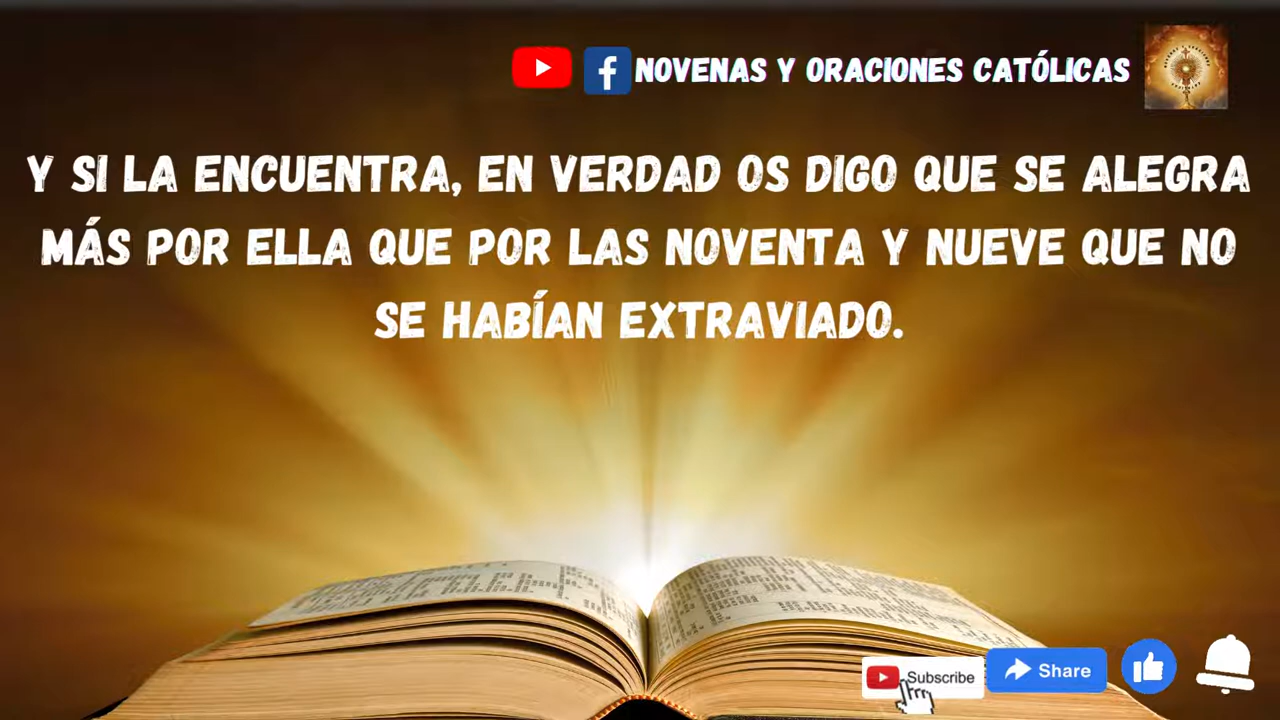 NOVENAS Y ORACIONES CATÓLICAS
Y SI LA ENCUENTRA, EN VERDAD OS DIGO QUE SE ALEGRA
MÁS POR ELLA QUE POR LAS NOVENTA Y NUEVE QUE NO
SE HABÍAN EXTRAVIADO.
Subscribe
Share